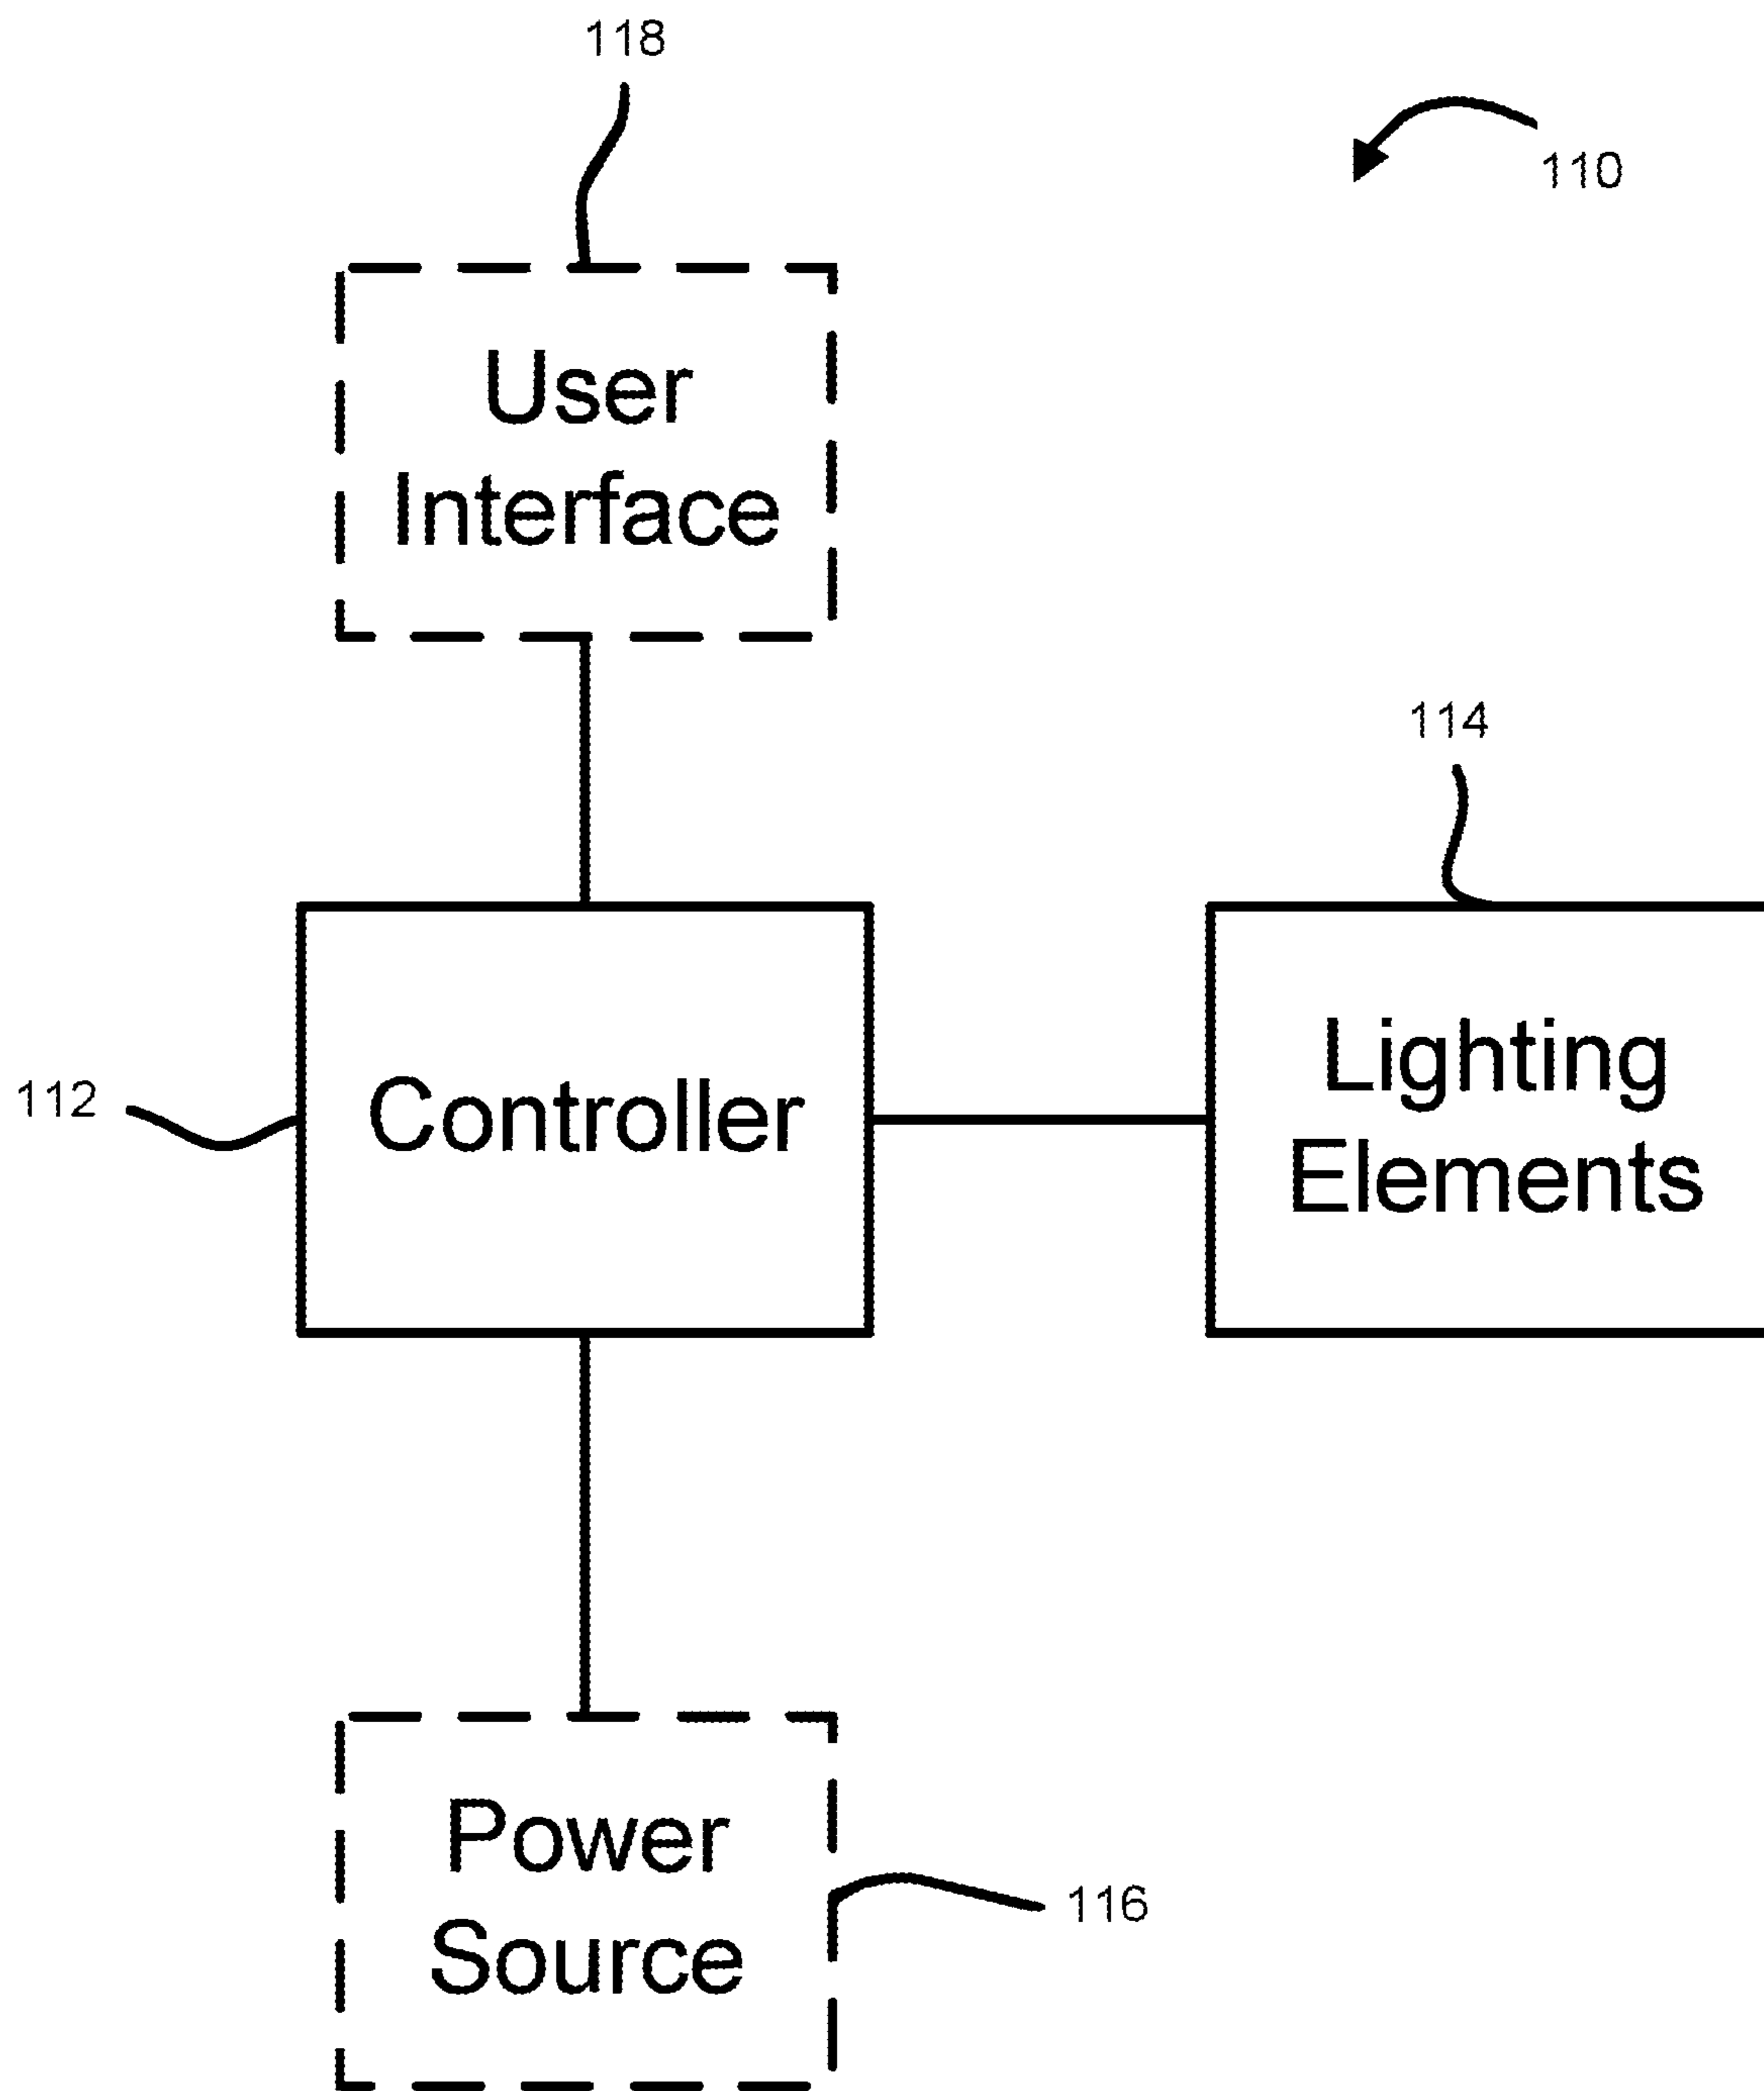 118
110
User
Interface
114
112
Controller
Lighting
Elements
Power
Source
116